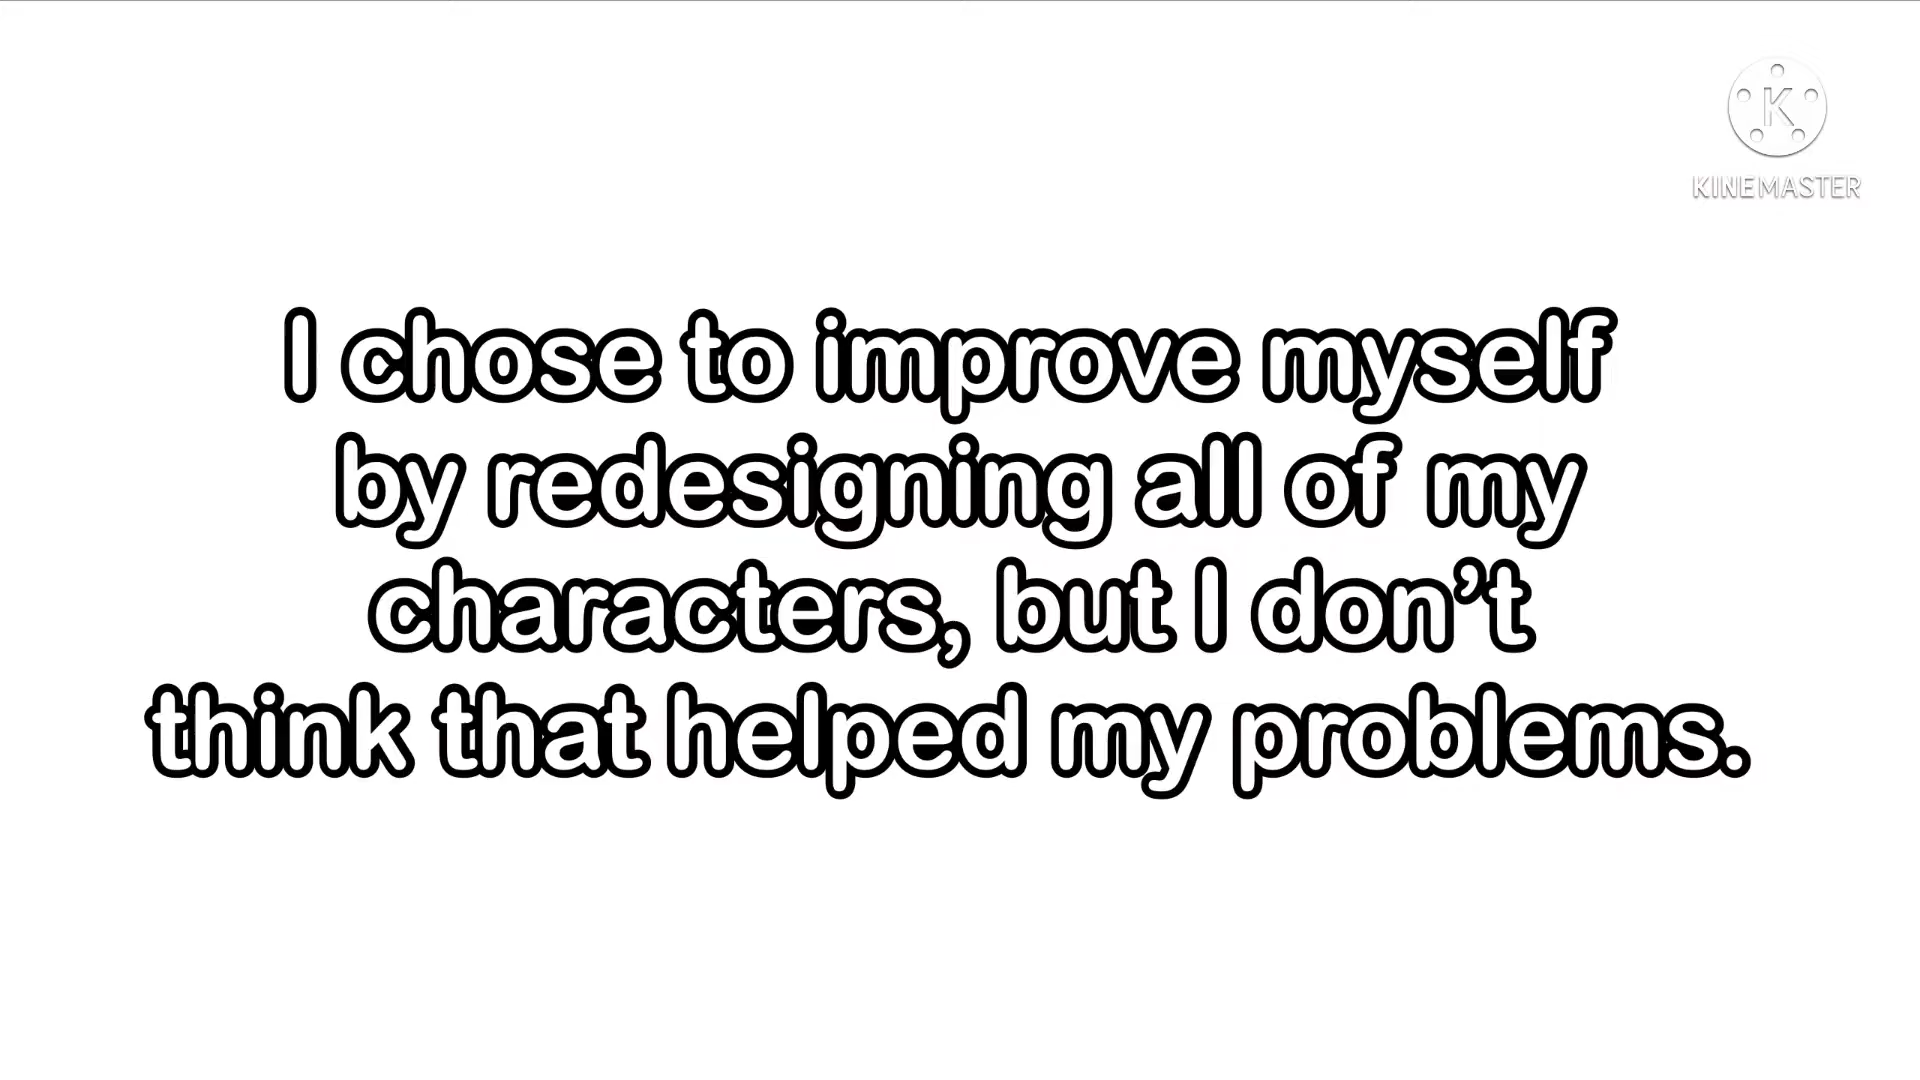 K
KINEMASTER
I chose to improve myself
by redesigning all of my
characters, but I don’t
think that helped my problems.